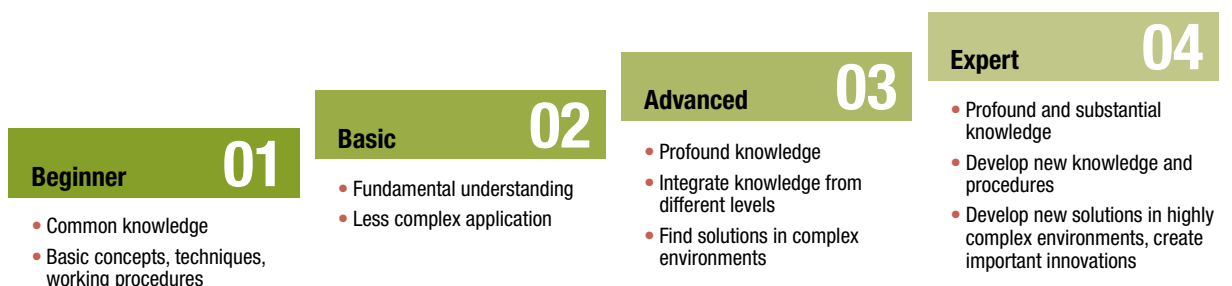 Beginner
01
• Common knowledge
• Basic concepts, techniques,
working procedures
Basic
02
• Fundamental understanding
• Less complex application
Advanced
03
• Profound knowledge
• Integrate knowledge from
different levels
• Find solutions in complex
environments
Expert
04
• Profound and substantial
knowledge
• Develop new knowledge and
procedures
• Develop new solutions in highly
complex environments, create
important innovations